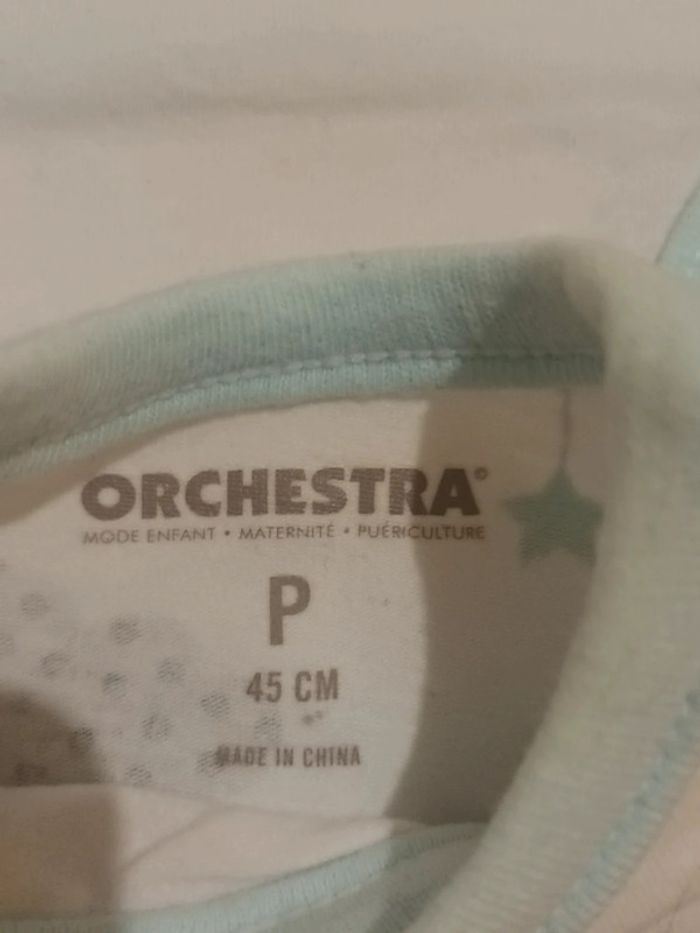 ORCHESTRA®
MODE ENFANT • MATERNITÉ • PUÉRICULTURE
P
45 CM
MADE IN CHINA